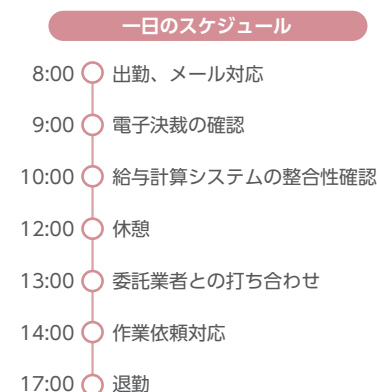 一日のスケジュール
8:00 出勤、メール対応
9:00 電子決裁の確認
10:00 給与計算システムの整合性確認
12:00 休憩
13:00 委託業者との打ち合わせ
14:00 作業依頼対応
17:00 退勤